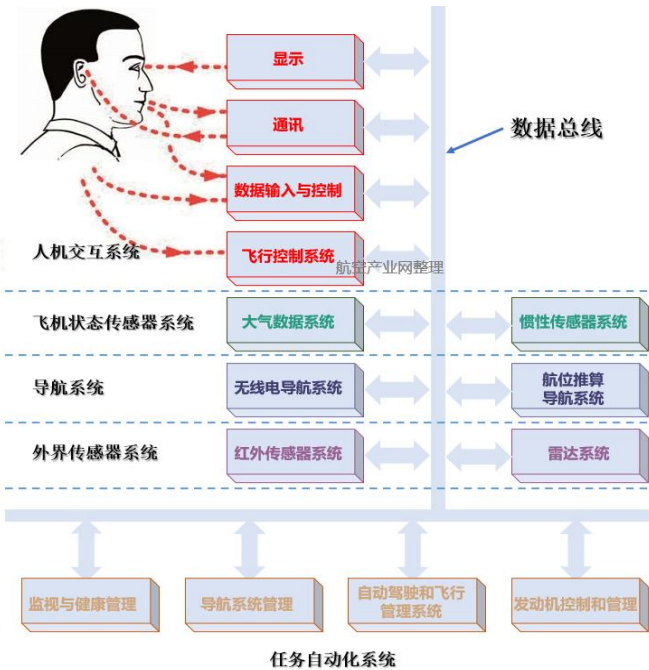 显示
通讯
数据总线
数据输入与控制
人机交互系统
飞行控制系统
航空产业网整理
飞机状态传感器系统
大气数据系统
惯性传感器系统
导航系统
无线电导航系统
航位推算
导航系统
外界传感器系统
红外传感器系统
雷达系统
监视与健康管理
导航系统管理
自动驾驶和飞行
管理系统
发动机控制和管理
任务自动化系统